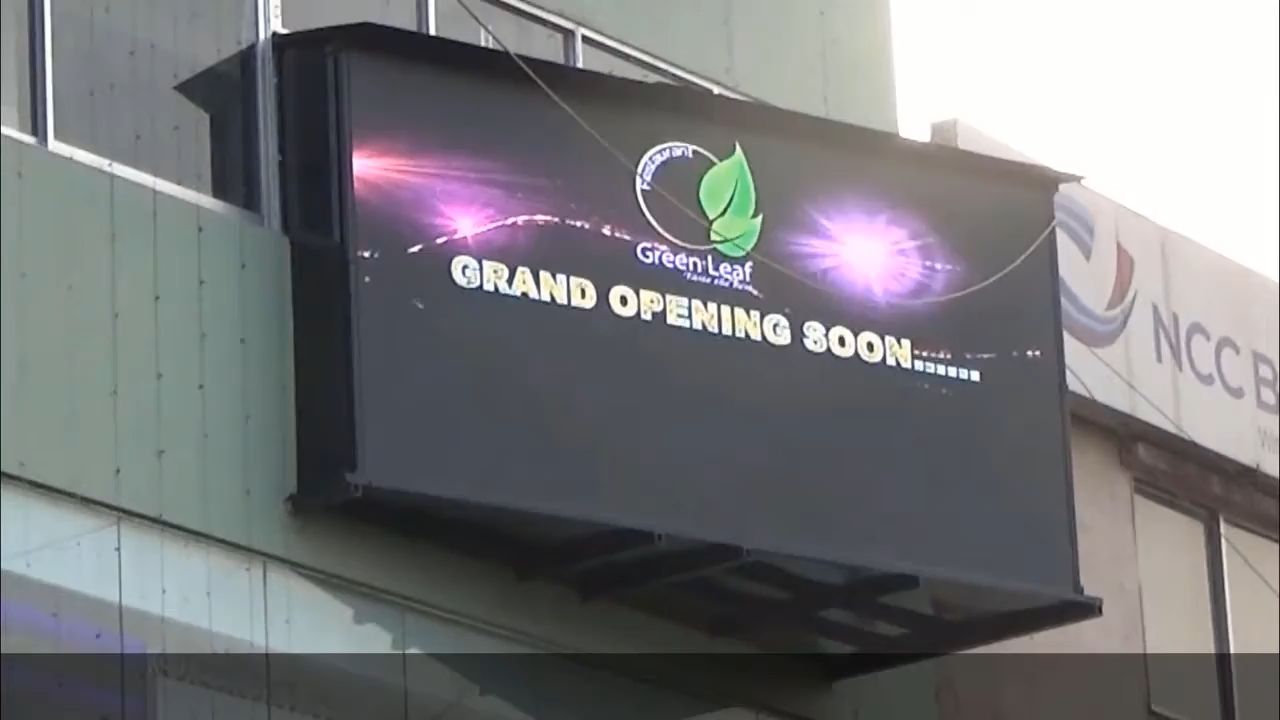 Restaurant
Green Leaf
GRAND OPENING SOON......
NCC B